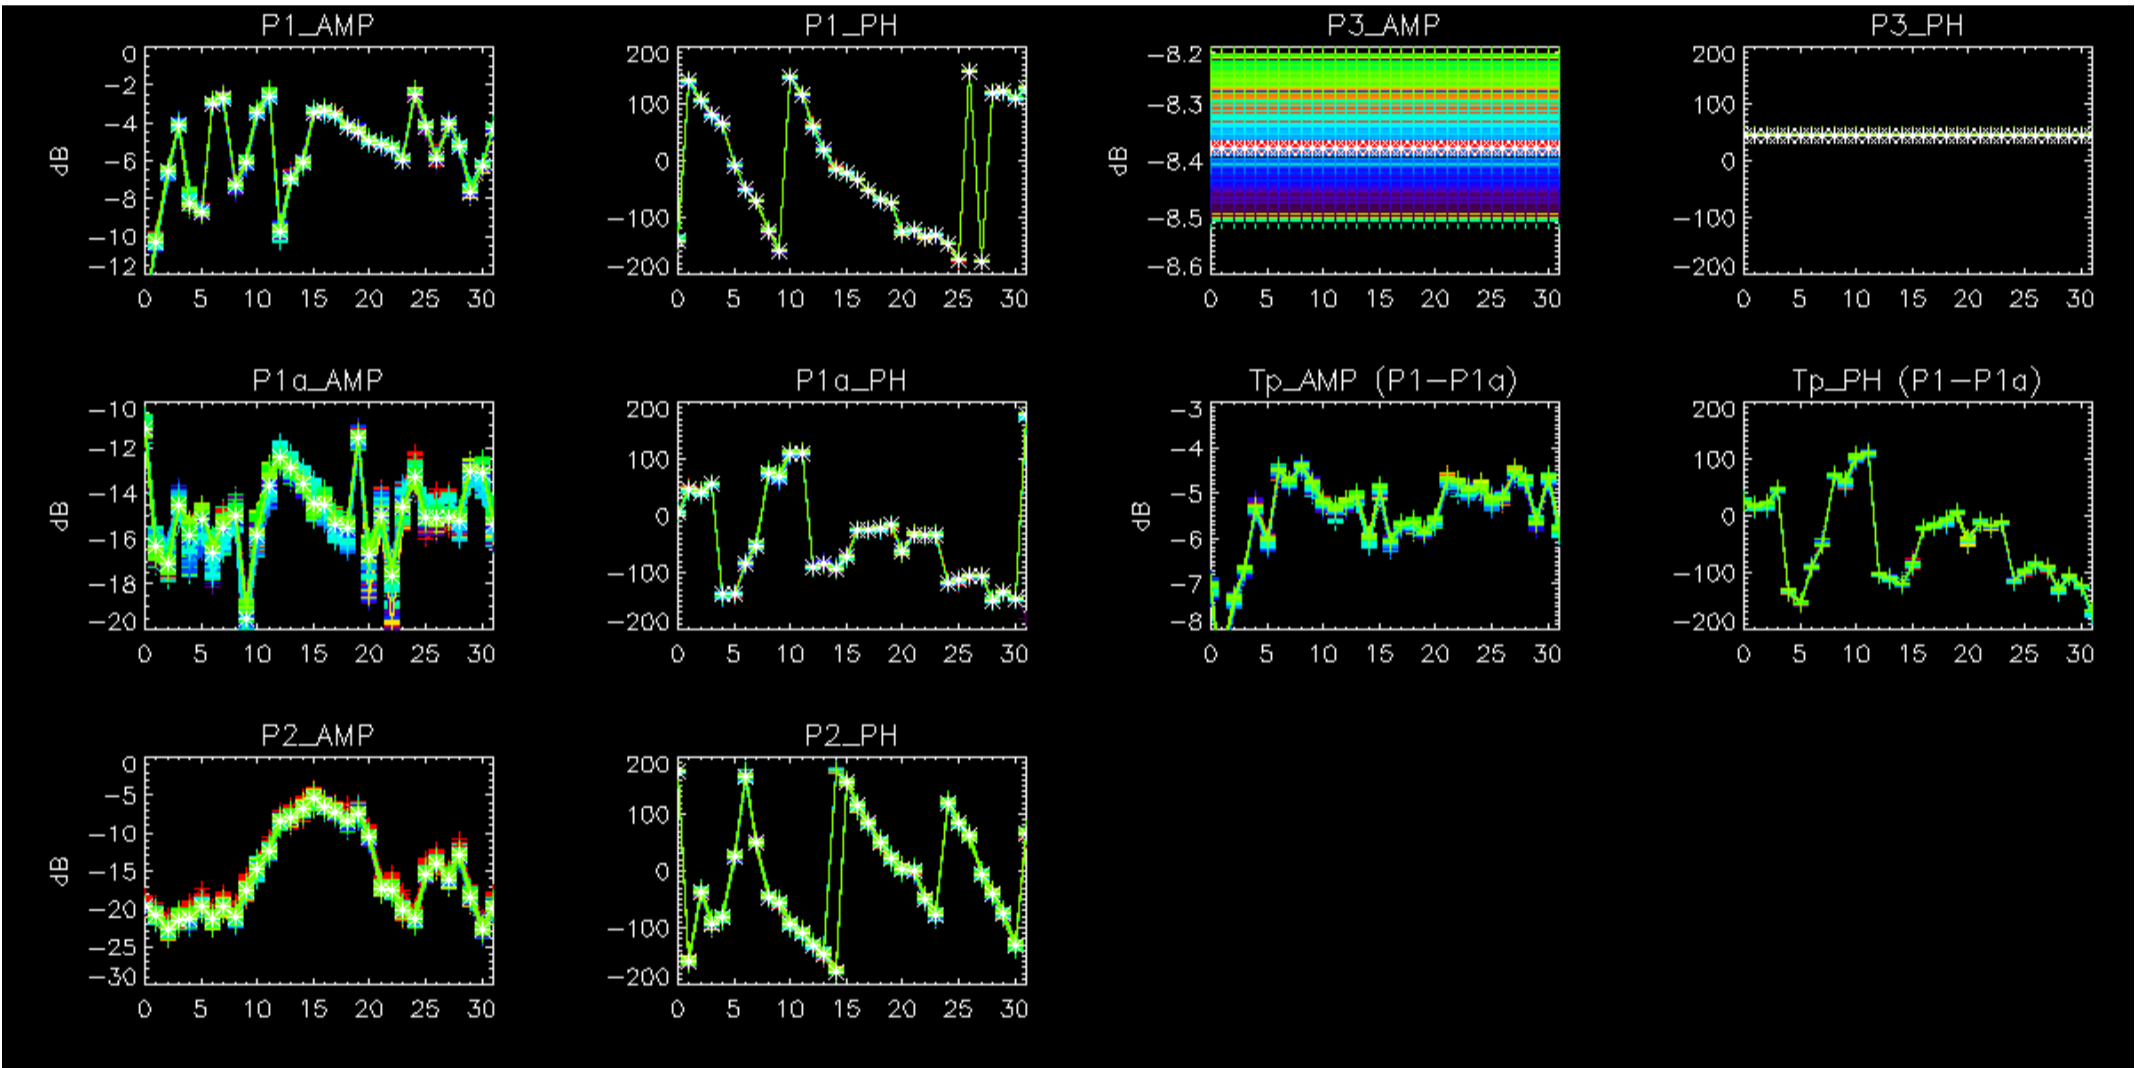 P1_AMP
P1_PH
P3_AMP
P3_PH
0
-2
-4
-6
-8
-10
-12
dB
0 5 10 15 20 25 30
200
100
0
-100
-200
0 5 10 15 20 25 30
-8.2
-8.3
-8.4
-8.5
-8.6
dB
0 5 10 15 20 25 30
200
100
0
-100
-200
0 5 10 15 20 25 30
P1a_AMP
P1a_PH
Tp_AMP (P1-P1a)
Tp_PH (P1-P1a)
-10
-12
-14
-16
-18
-20
dB
0 5 10 15 20 25 30
200
100
0
-100
-200
0 5 10 15 20 25 30
-3
-4
-5
-6
-7
-8
dB
0 5 10 15 20 25 30
200
100
0
-100
-200
0 5 10 15 20 25 30
P2_AMP
P2_PH
0
-5
-10
-15
-20
-25
-30
dB
0 5 10 15 20 25 30
200
100
0
-100
-200
0 5 10 15 20 25 30